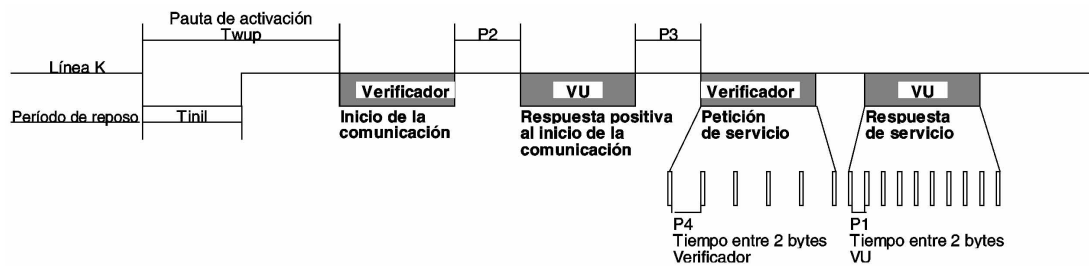 Pauta de activación
Twup
P2
P3
Línea K
Verificador
VU
Verificador
VU
Período de reposo
Tinil
Inicio de la
comunicación
Respuesta positiva
al inicio de la
comunicación
Petición
de servicio
Respuesta
de servicio
P4
Tiempo entre 2 bytes
Verificador
P1
Tiempo entre 2 bytes
VU